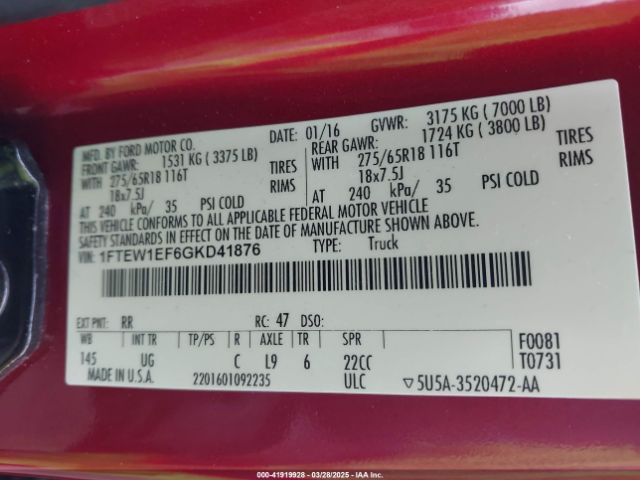 MFD. BY FORD MOTOR CO.
DATE: 01/16 GVWR: 3175 KG ( 7000 LB)
FRONT GAWR: 1531 KG ( 3375 LB) REAR GAWR: 1724 KG ( 3800 LB)
WITH 275/65R18 116T TIRES WITH 275/65R18 116T TIRES
18x7.5J RIMS 18x7.5J RIMS
AT 240 kPa/ 35 PSI COLD AT 240 kPa/ 35 PSI COLD
THIS VEHICLE CONFORMS TO ALL APPLICABLE FEDERAL MOTOR VEHICLE
SAFETY STANDARDS IN EFFECT ON THE DATE OF MANUFACTURE SHOWN ABOVE.
VIN: 1FTEW1EF6GKD41876 TYPE: Truck
EXT PNT: RR RC: 47 DSO:
WB INT TR TP/PS R AXLE TR SPR F0081
145 UG C L9 6 22CC T0731
MADE IN U.S.A. 2201601092235 ULC ▽5U5A-3520472-AA
000-41919928 - 03/28/2025 - IAA Inc.